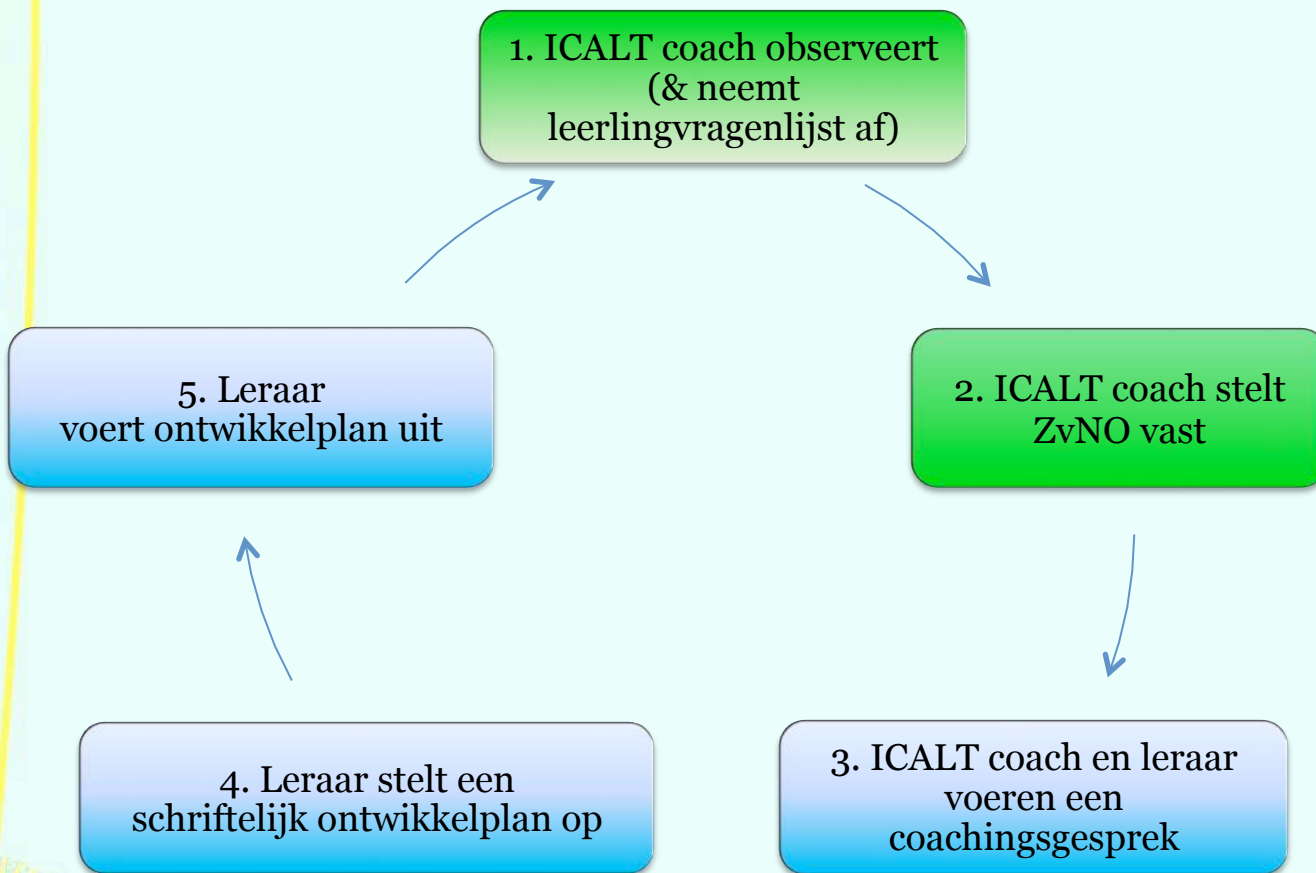 1. ICALT coach observeert
(& neemt
leerlingvragenlijst af)
2. ICALT coach stelt
ZvNO vast
3. ICALT coach en leraar
voeren een
coachingsgesprek
4. Leraar stelt een
schriftelijk ontwikkelplan op
5. Leraar
voert ontwikkelplan uit